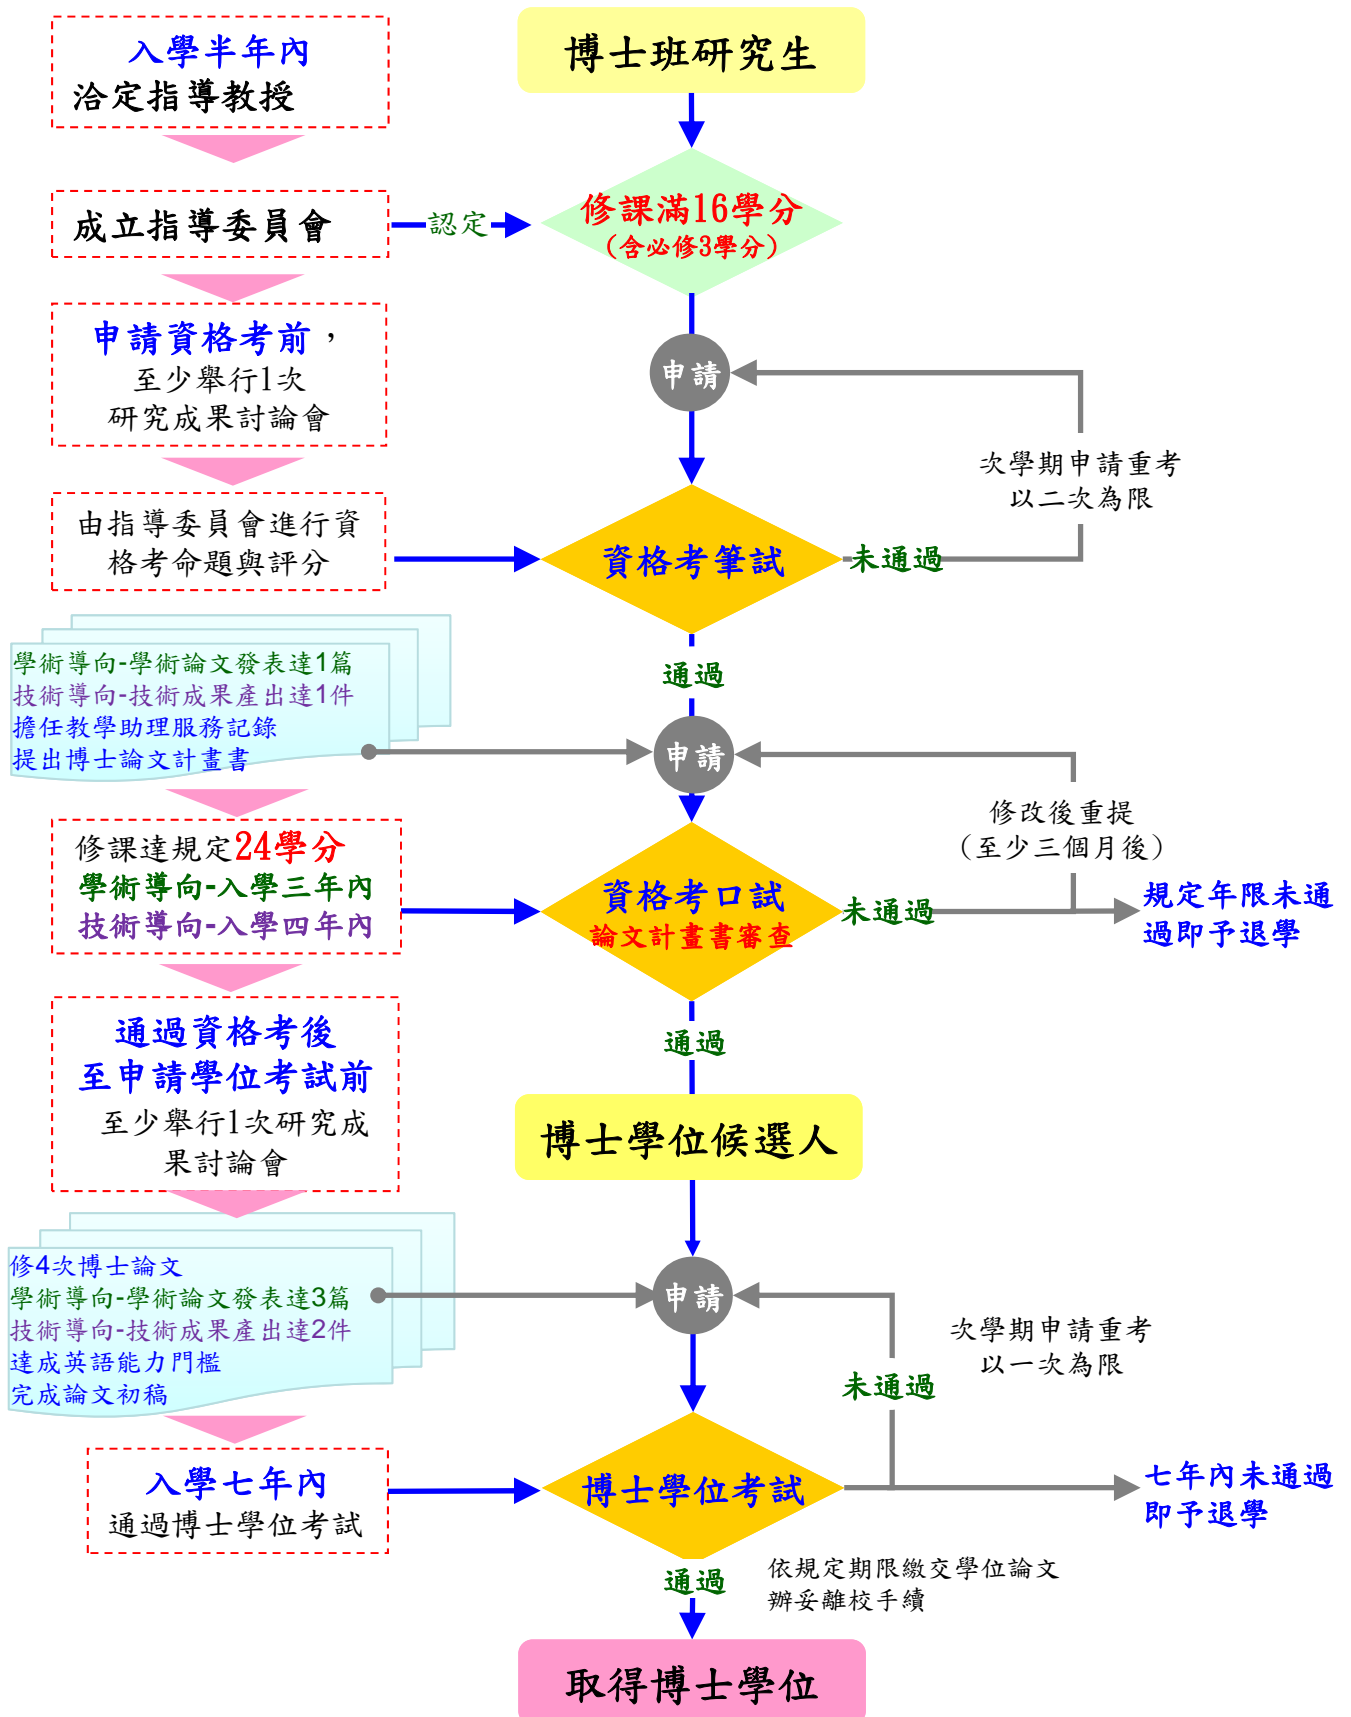 入學半年內
洽定指導教授
博士班研究生
成立指導委員會
認定
修課滿16學分
(含必修3學分)
申請資格考前，
至少舉行1次
研究成果討論會
申請
次學期申請重考
以二次為限
由指導委員會進行資
格考命題與評分
資格考筆試
未通過
通過
學術導向-學術論文發表達1篇
技術導向-技術成果產出達1件
擔任教學助理服務記錄
提出博士論文計畫書
申請
修改後重提
(至少三個月後)
修課達規定24學分
學術導向-入學三年內
技術導向-入學四年內
資格考口試
論文計畫書審查
未通過
規定年限未通
過即予退學
通過
通過資格考後
至申請學位考試前
至少舉行1次研究成
果討論會
博士學位候選人
修4次博士論文
學術導向-學術論文發表達3篇
技術導向-技術成果產出達2件
達成英語能力門檻
完成論文初稿
申請
次學期申請重考
以一次為限
未通過
入學七年內
通過博士學位考試
博士學位考試
七年內未通過
即予退學
通過
依規定期限繳交學位論文
辦妥離校手續
取得博士學位